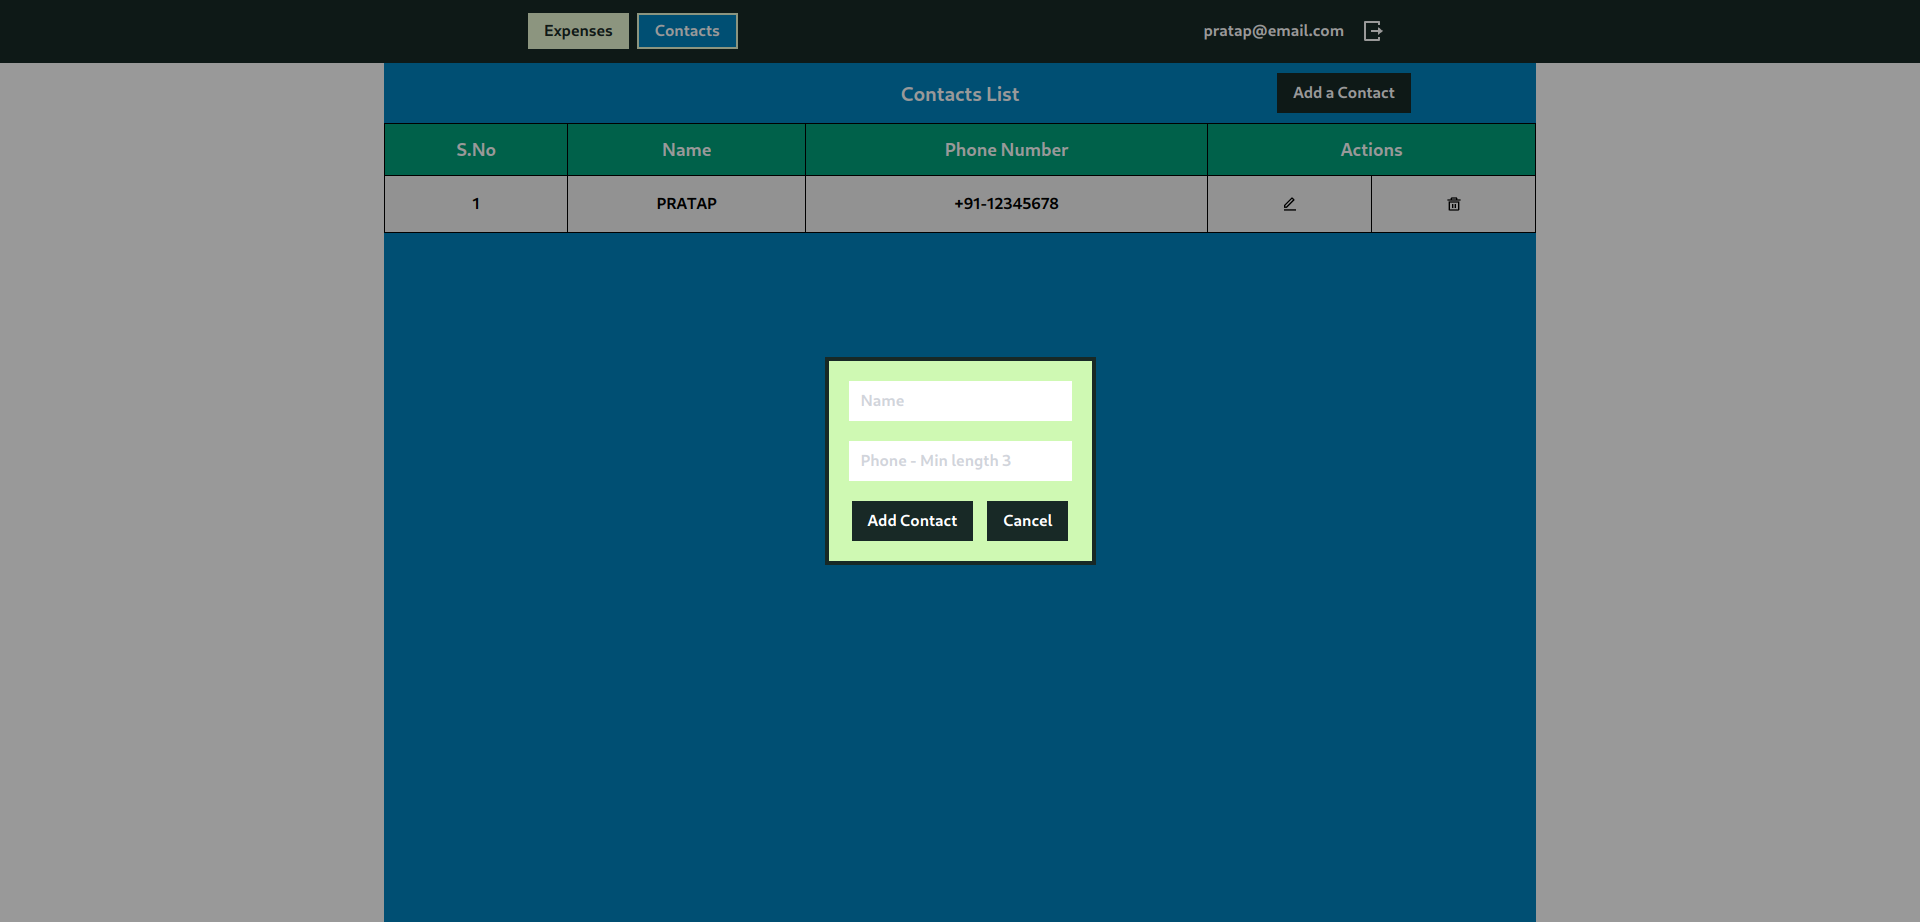 Expenses Contacts pratap@email.com
Contacts List Add a Contact
S.No Name Phone Number Actions
1 PRATAP +91-12345678
Name
Phone - Min length 3
Add Contact Cancel